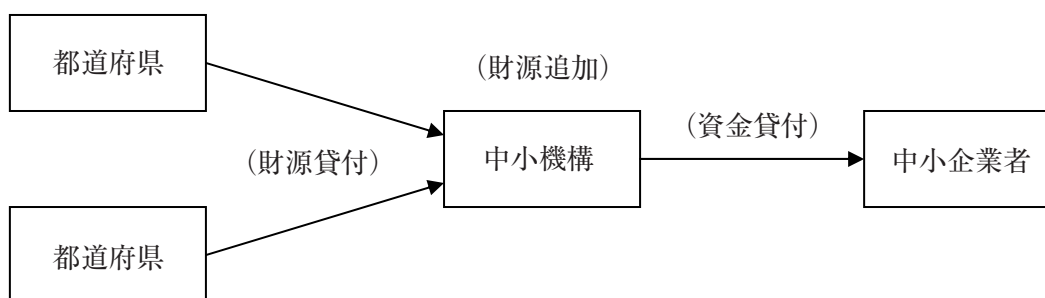 都道府県
（財源追加）
（資金貸付）
中小機構
中小企業者
（財源貸付）
都道府県